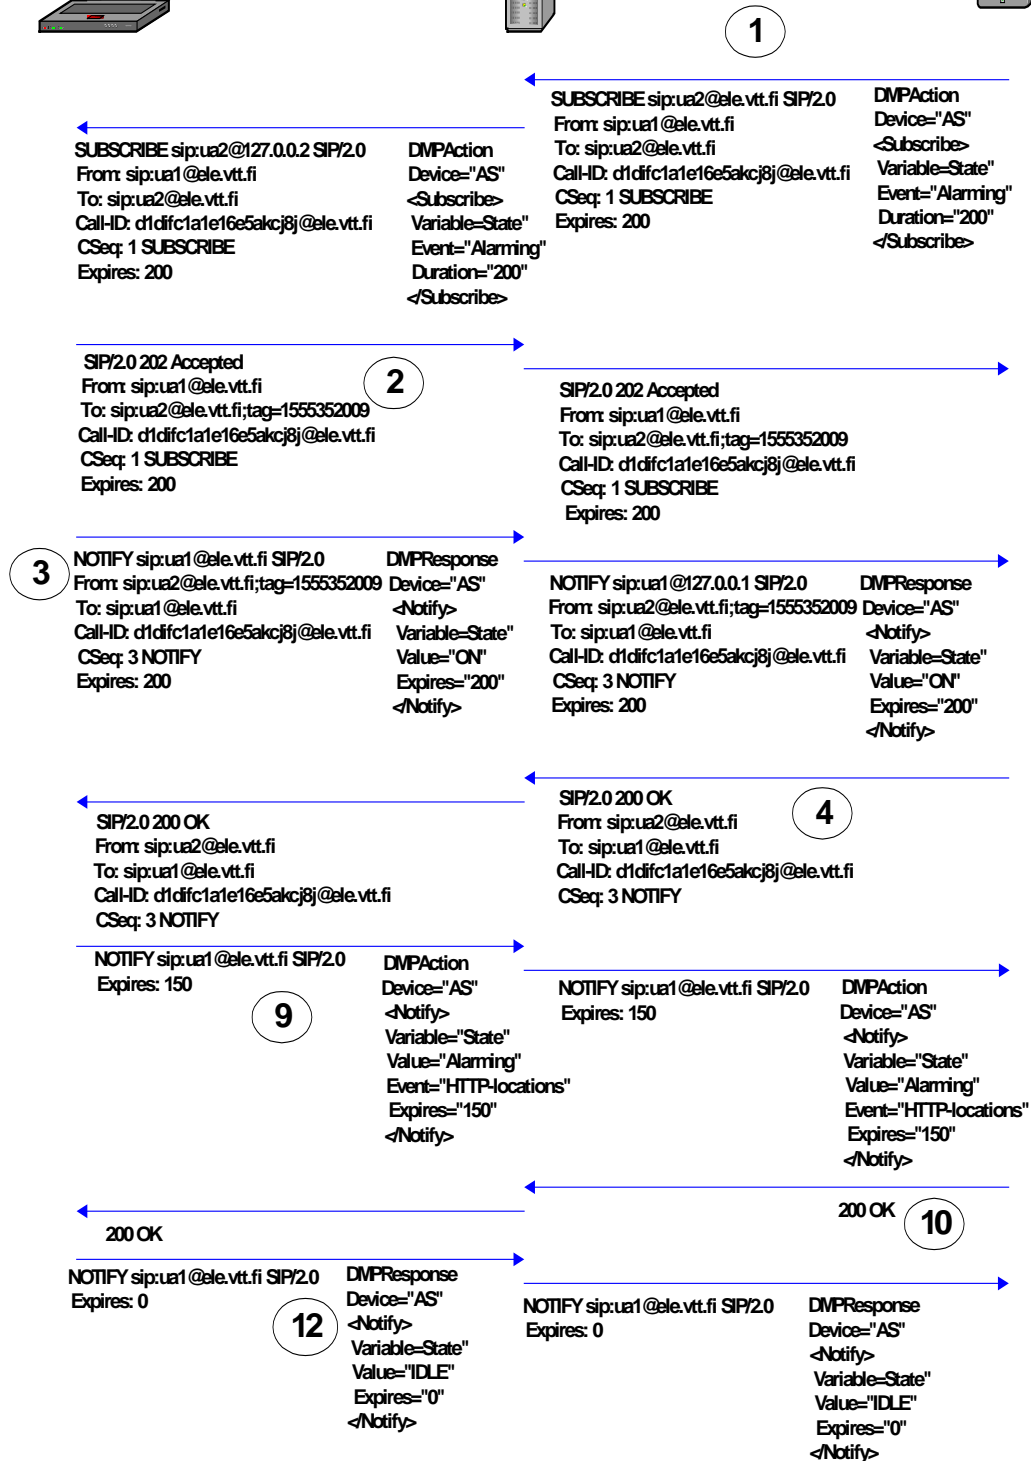 1
SUBSCRIBE sip:ua2@ele.vtt.fi SIP/2.0
From: sip:ua1@ele.vtt.fi
To: sip:ua2@ele.vtt.fi
Call-ID: d1difc1a1e16e5akcj8j@ele.vtt.fi
CSeq: 1 SUBSCRIBE
Expires: 200
DMPAction
Device="AS"
<Subscribe>
Variable=State"
Event="Alarming"
Duration="200"
</Subscribe>
SUBSCRIBE sip:ua2@127.0.0.2 SIP/2.0
From: sip:ua1@ele.vtt.fi
To: sip:ua2@ele.vtt.fi
Call-ID: d1difc1a1e16e5akcj8j@ele.vtt.fi
CSeq: 1 SUBSCRIBE
Expires: 200
DMPAction
Device="AS"
<Subscribe>
Variable=State"
Event="Alarming"
Duration="200"
</Subscribe>
SIP/2.0 202 Accepted
From: sip:ua1@ele.vtt.fi
To: sip:ua2@ele.vtt.fi;tag=1555352009
Call-ID: d1difc1a1e16e5akcj8j@ele.vtt.fi
CSeq: 1 SUBSCRIBE
Expires: 200
2
SIP/2.0 202 Accepted
From: sip:ua1@ele.vtt.fi
To: sip:ua2@ele.vtt.fi;tag=1555352009
Call-ID: d1difc1a1e16e5akcj8j@ele.vtt.fi
CSeq: 1 SUBSCRIBE
Expires: 200
3
NOTIFY sip:ua1@ele.vtt.fi SIP/2.0
From: sip:ua2@ele.vtt.fi;tag=1555352009
To: sip:ua1@ele.vtt.fi
Call-ID: d1difc1a1e16e5akcj8j@ele.vtt.fi
CSeq: 3 NOTIFY
Expires: 200
DMPResponse
Device="AS"
<Notify>
Variable=State"
Value="ON"
Expires="200"
</Notify>
NOTIFY sip:ua1@127.0.0.1 SIP/2.0
From: sip:ua2@ele.vtt.fi;tag=1555352009
To: sip:ua1@ele.vtt.fi
Call-ID: d1difc1a1e16e5akcj8j@ele.vtt.fi
CSeq: 3 NOTIFY
Expires: 200
DMPResponse
Device="AS"
<Notify>
Variable=State"
Value="ON"
Expires="200"
</Notify>
SIP/2.0 200 OK
From: sip:ua2@ele.vtt.fi
To: sip:ua1@ele.vtt.fi
Call-ID: d1difc1a1e16e5akcj8j@ele.vtt.fi
CSeq: 3 NOTIFY
4
SIP/2.0 200 OK
From: sip:ua2@ele.vtt.fi
To: sip:ua1@ele.vtt.fi
Call-ID: d1difc1a1e16e5akcj8j@ele.vtt.fi
CSeq: 3 NOTIFY
NOTIFY sip:ua1@ele.vtt.fi SIP/2.0
Expires: 150
9
DMPAction
Device="AS"
<Notify>
Variable="State"
Value="Alarming"
Event="HTTP-locations"
Expires="150"
</Notify>
NOTIFY sip:ua1@ele.vtt.fi SIP/2.0
Expires: 150
DMPAction
Device="AS"
<Notify>
Variable="State"
Value="Alarming"
Event="HTTP-locations"
Expires="150"
</Notify>
200 OK
10
200 OK
NOTIFY sip:ua1@ele.vtt.fi SIP/2.0
Expires: 0
12
DMPResponse
Device="AS"
<Notify>
Variable=State"
Value="IDLE"
Expires="0"
</Notify>
NOTIFY sip:ua1@ele.vtt.fi SIP/2.0
Expires: 0
DMPResponse
Device="AS"
<Notify>
Variable=State"
Value="IDLE"
Expires="0"
</Notify>